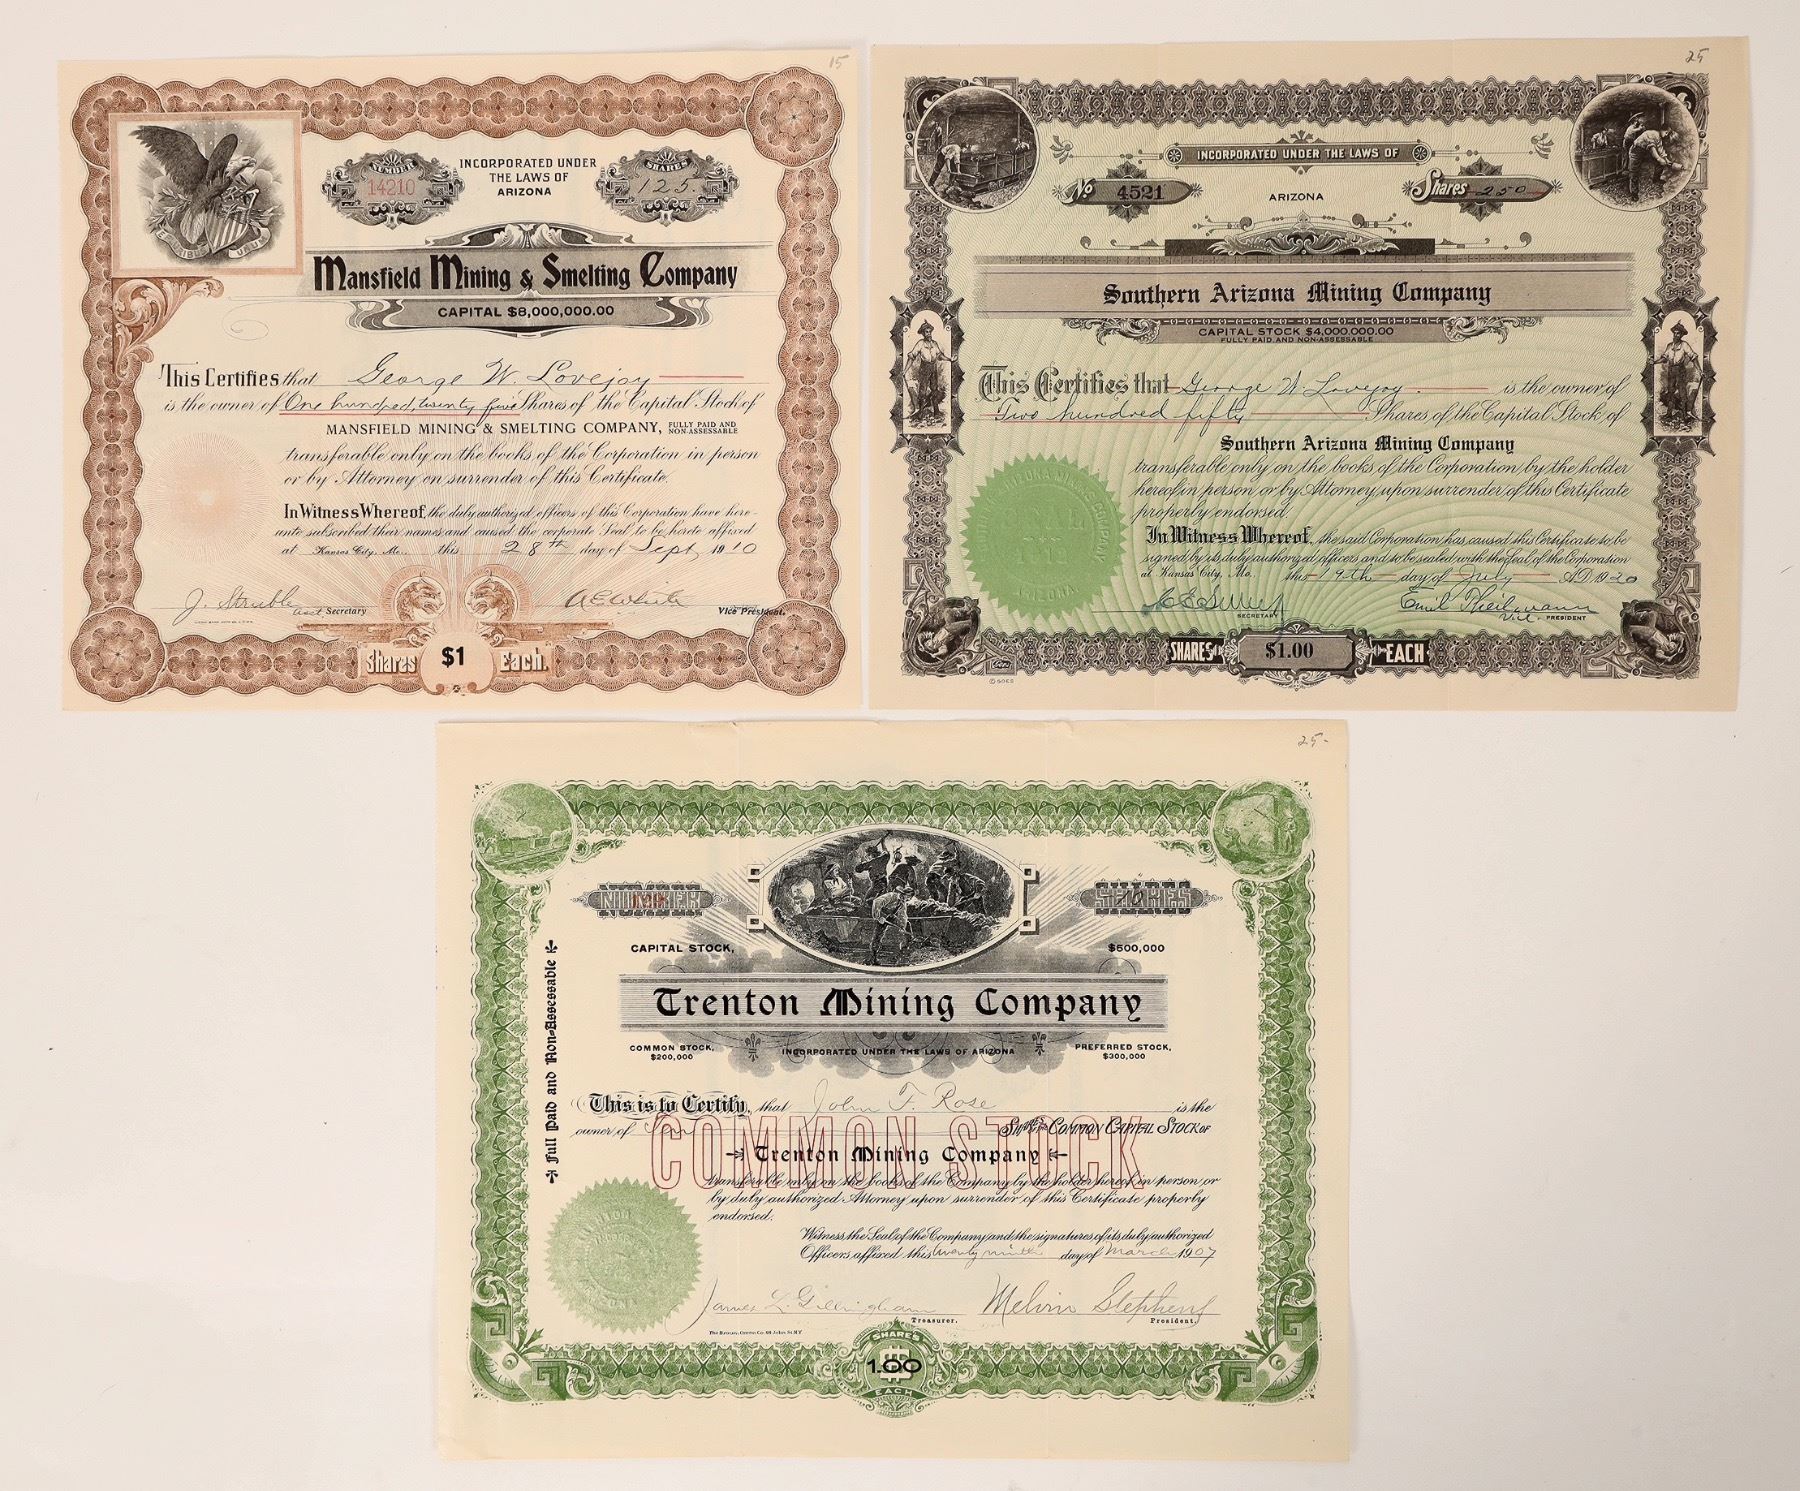 15
NUMBER
14210
INCORPORATED UNDER
THE LAWS OF
ARIZONA
SHARES
125.
Mansfield Mining & Smelting Company
CAPITAL $8,000,000.00
This Certifies that George W. Lovejoy
is the owner of One hundred, twenty five Shares of the Capital Stock of
MANSFIELD MINING & SMELTING COMPANY, FULLY PAID AND
NON-ASSESSABLE
transferable only on the books of the Corporation in person
or by Attorney on surrender of this Certificate.
In Witness Whereof, the duly authorized officers of this Corporation have here-
unto subscribed their names and caused the corporate Seal to be hereto affixed
at Kansas City, Mo., this 28th day of Sept, 1910
J. Struble
Asst Secretary
Vice President.
Shares $1 Each.
25
INCORPORATED UNDER THE LAWS OF
No 4521
ARIZONA
Shares 250
Southern Arizona Mining Company
CAPITAL STOCK $4,000,000.00
FULLY PAID AND NON-ASSESSABLE
This Certifies that George W Lovejoy is the owner of
Two hundred fifty Shares of the Capital Stock of
Southern Arizona Mining Company
transferable only on the books of the Corporation by the holder
hereof in person or by Attorney upon surrender of this Certificate
properly endorsed.
In Witness Whereof, the said Corporation has caused this Certificate to be
signed by its duly authorized officers and to be sealed with the Seal of the Corporation
at Kansas City, Mo. this 19th day of July A.D. 1920
ARIZONA MINING COMPANY
SEAL
ARIZONA
Emil Theilmann
SECRETARY
PRESIDENT
SHARES $1.00 EACH
© GOES
25-
NUMBER
SHARES
CAPITAL STOCK, $500,000
Trenton Mining Company
COMMON STOCK,
$200,000
INCORPORATED UNDER THE LAWS OF ARIZONA
PREFERRED STOCK,
$300,000
Full Paid and Non-Assessable
This is to Certify, that John F. Rose is the
owner of Shares COMMON CAPITAL STOCK OF
COMMON STOCK
Trenton Mining Company
transferable only on the books of the Company by the holder hereof in person or
by duly authorized Attorney upon surrender of this Certificate properly
endorsed.
Witness the Seal of the Company and the signatures of its duly authorized
Officers affixed this twenty ninth day of March 1907
James L. Gillingham
Treasurer.
Melvin Stephens
President.
SHARES
$1.00
EACH